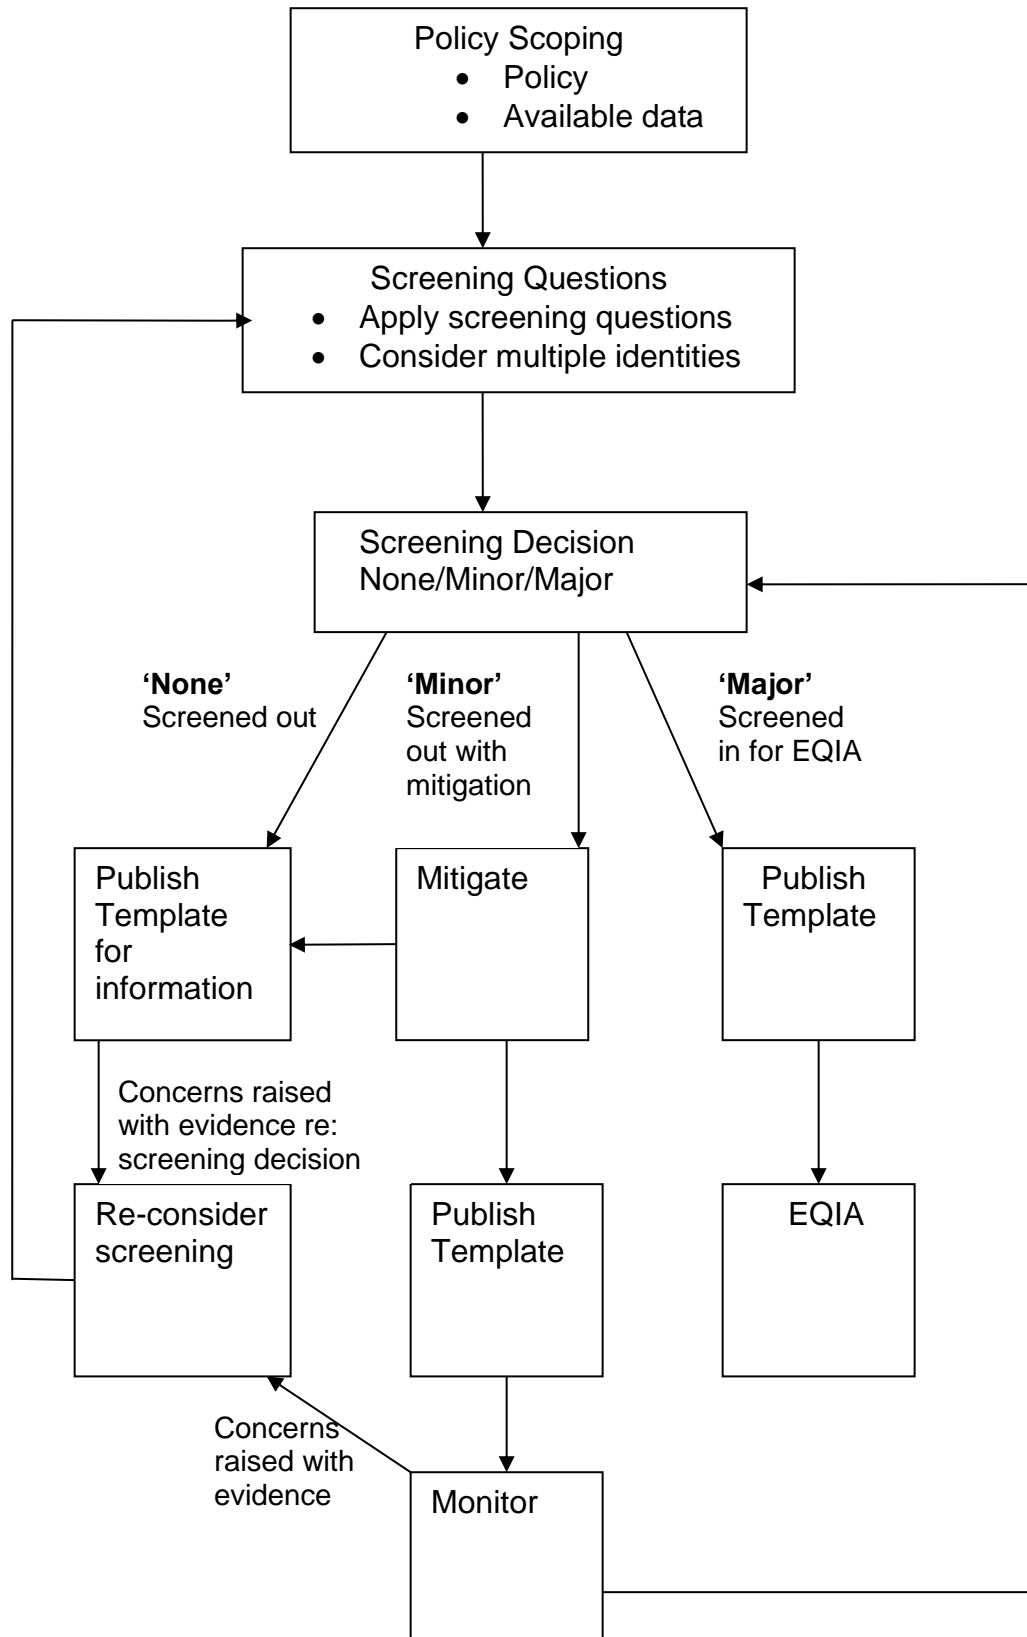 Policy Scoping
• Policy
• Available data
Screening Questions
• Apply screening questions
• Consider multiple identities
Screening Decision
None/Minor/Major
‘None’
Screened out
‘Minor’
Screened
out with
mitigation
‘Major’
Screened
in for EQIA
Publish
Template
for
information
Mitigate
Publish
Template
Concerns raised
with evidence re:
screening decision
Re-consider
screening
Publish
Template
EQIA
Concerns
raised with
evidence
Monitor